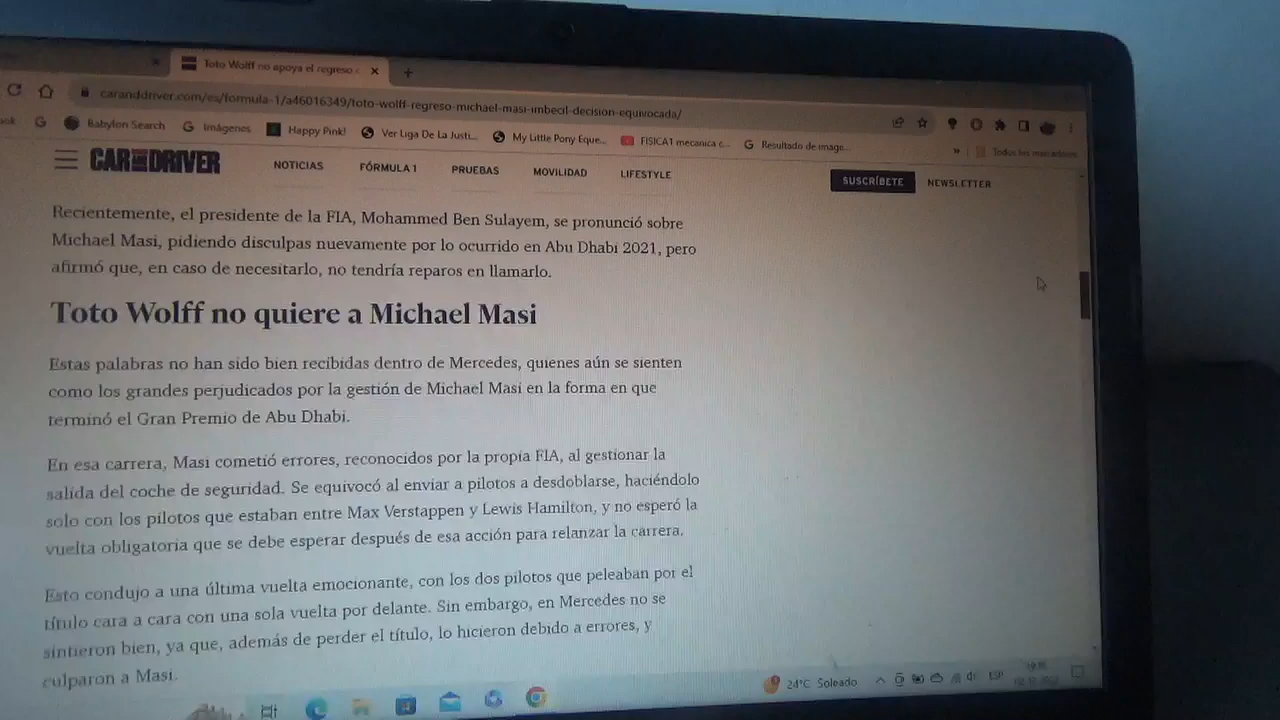 Toto Wolff no apoya el regreso
caranddriver.com/es/formula-1/a46016349/toto-wolff-regreso-michael-masi-imbecil-decision-equivocada/
Babylon Search
Imágenes
Happy Pink!
Ver Liga De La Justi...
My Little Pony Eque...
FISICA1 mecanica c...
Resultado de image...
Todos los marcadores
CAR AND DRIVER
NOTICIAS
FÓRMULA 1
PRUEBAS
MOVILIDAD
LIFESTYLE
SUSCRÍBETE
NEWSLETTER
Recientemente, el presidente de la FIA, Mohammed Ben Sulayem, se pronunció sobre
Michael Masi, pidiendo disculpas nuevamente por lo ocurrido en Abu Dhabi 2021, pero
afirmó que, en caso de necesitarlo, no tendría reparos en llamarlo.
Toto Wolff no quiere a Michael Masi
Estas palabras no han sido bien recibidas dentro de Mercedes, quienes aún se sienten
como los grandes perjudicados por la gestión de Michael Masi en la forma en que
terminó el Gran Premio de Abu Dhabi.
En esa carrera, Masi cometió errores, reconocidos por la propia FIA, al gestionar la
salida del coche de seguridad. Se equivocó al enviar a pilotos a desdoblarse, haciéndolo
solo con los pilotos que estaban entre Max Verstappen y Lewis Hamilton, y no esperó la
vuelta obligatoria que se debe esperar después de esa acción para relanzar la carrera.
Esto condujo a una última vuelta emocionante, con los dos pilotos que peleaban por el
título cara a cara con una sola vuelta por delante. Sin embargo, en Mercedes no se
sintieron bien, ya que, además de perder el título, lo hicieron debido a errores, y
culparon a Masi.
24°C Soleado
ESP